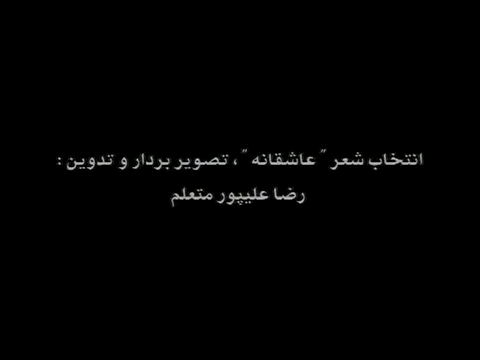 انتخاب شعر " عاشقانه " ، تصویر بردار و تدوین :
رضا علیپور متعلم